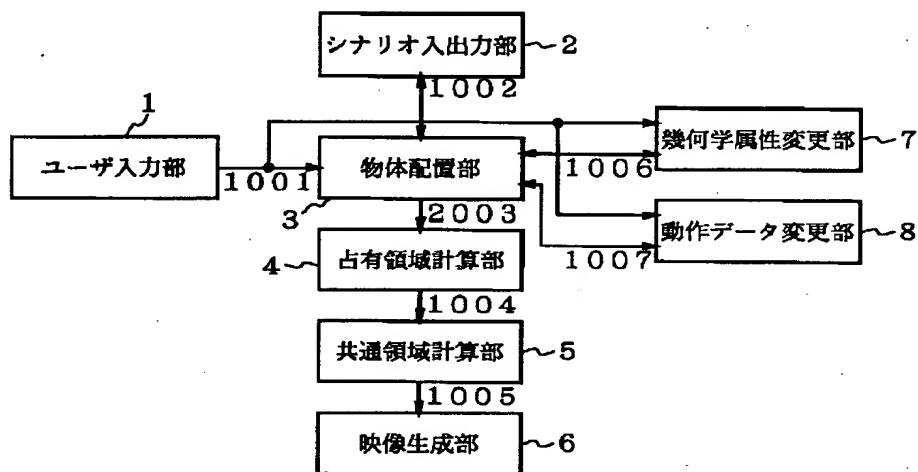 シナリオ入出力部 2
1002
1
ユーザ入力部
1001
物体配置部
3
2003
幾何学属性変更部 7
1006
動作データ変更部 8
1007
4 占有領域計算部
1004
共通領域計算部 5
1005
映像生成部 6